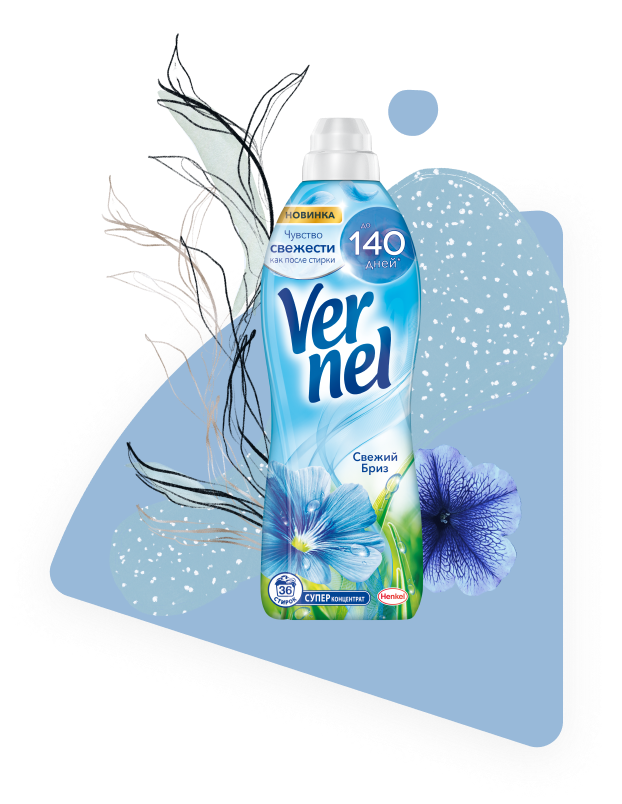 НОВИНКА
Чувство
свежести
как после стирки
до
140
дней*
Ver
nel
Свежий
Бриз
36
СТИРОК
СУПЕР КОНЦЕНТРАТ
Henkel